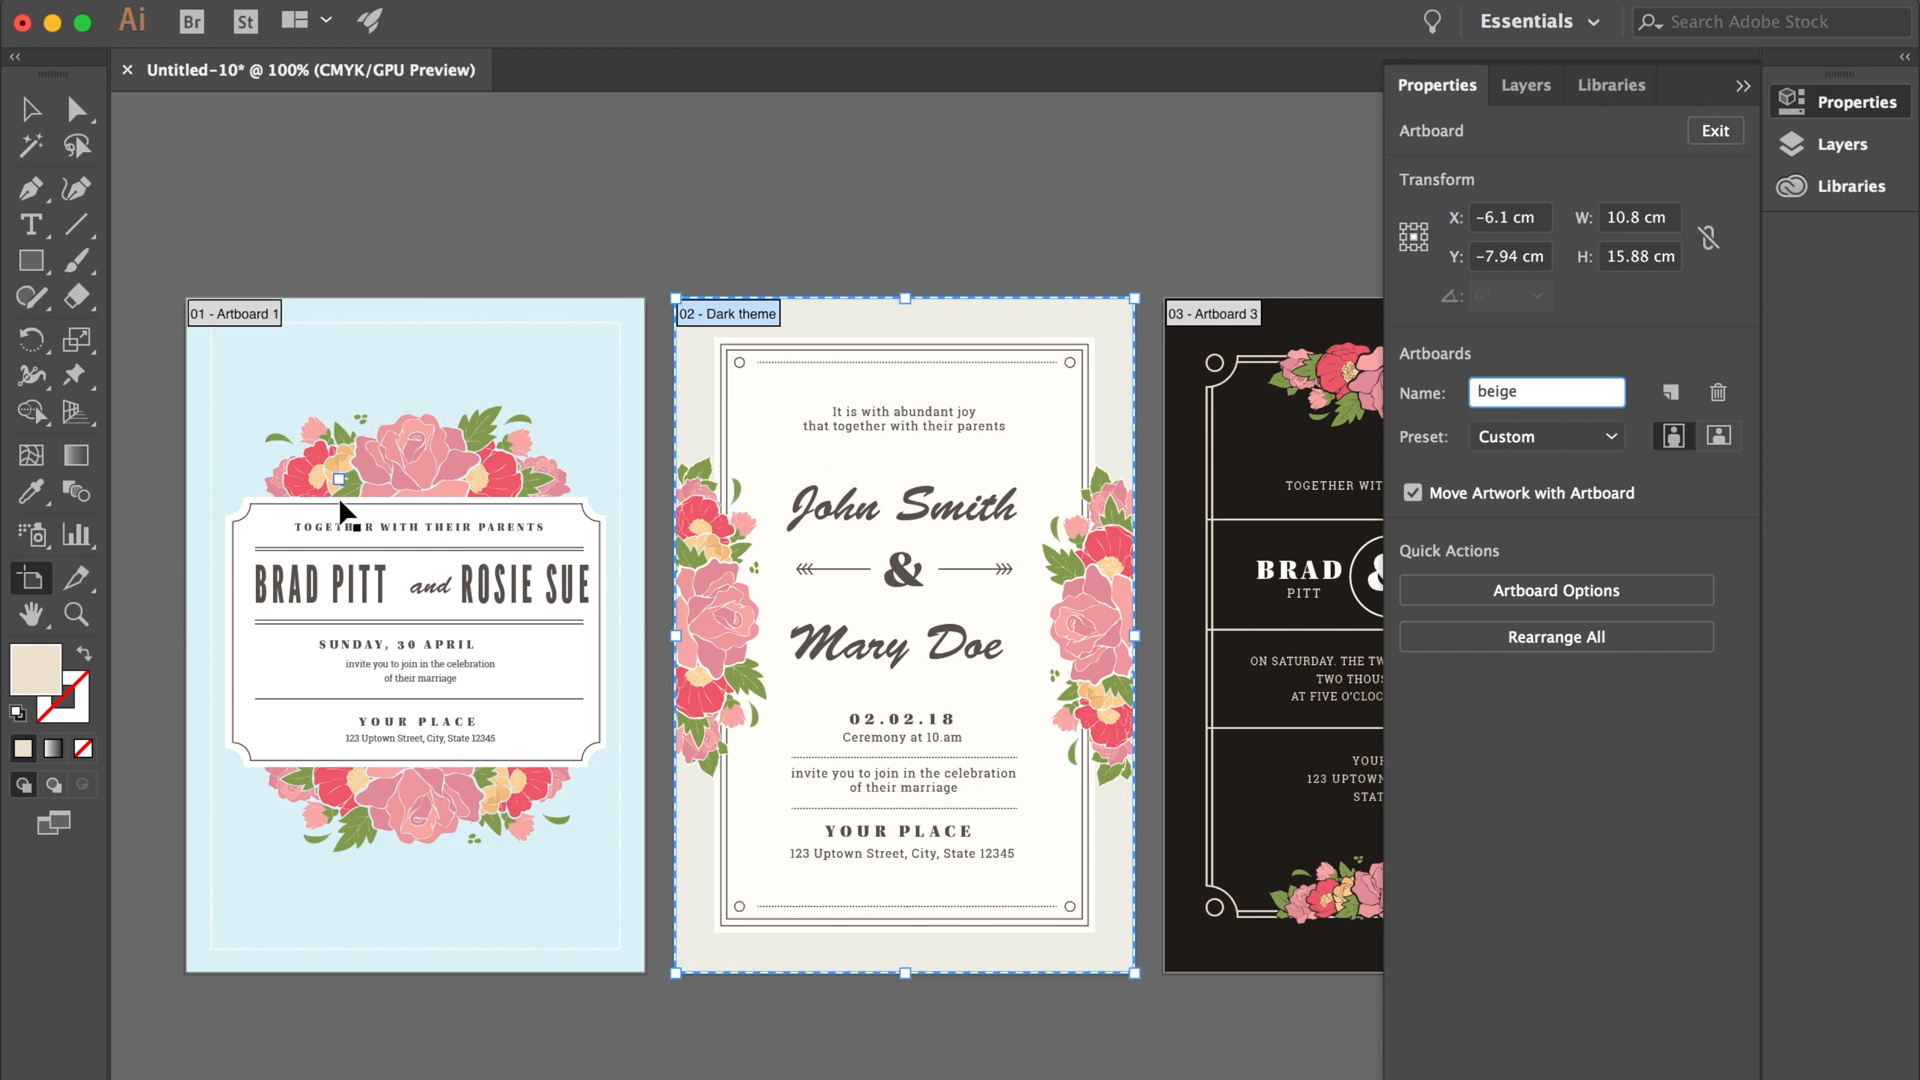 Ai
Br
St
Essentials
Search Adobe Stock
Untitled-10* @ 100% (CMYK/GPU Preview)
Properties
Layers
Libraries
Artboard
Exit
Transform
X: -6.1 cm
W: 10.8 cm
Y: -7.94 cm
H: 15.88 cm
0°
Artboards
Name: beige
Preset: Custom
Move Artwork with Artboard
Quick Actions
Artboard Options
Rearrange All
Properties
Layers
Libraries
01 - Artboard 1
TOGETHER WITH THEIR PARENTS
BRAD PITT and ROSIE SUE
SUNDAY, 30 APRIL
invite you to join in the celebration
of their marriage
YOUR PLACE
123 Uptown Street, City, State 12345
02 - Dark theme
It is with abundant joy
that together with their parents
John Smith
&
Mary Doe
02.02.18
Ceremony at 10.am
invite you to join in the celebration
of their marriage
YOUR PLACE
123 Uptown Street, City, State 12345
03 - Artboard 3
TOGETHER WIT
BRAD
PITT
&
ON SATURDAY. THE TW
TWO THOUS
AT FIVE O'CLOC
YOUR
123 UPTOWN
STAT